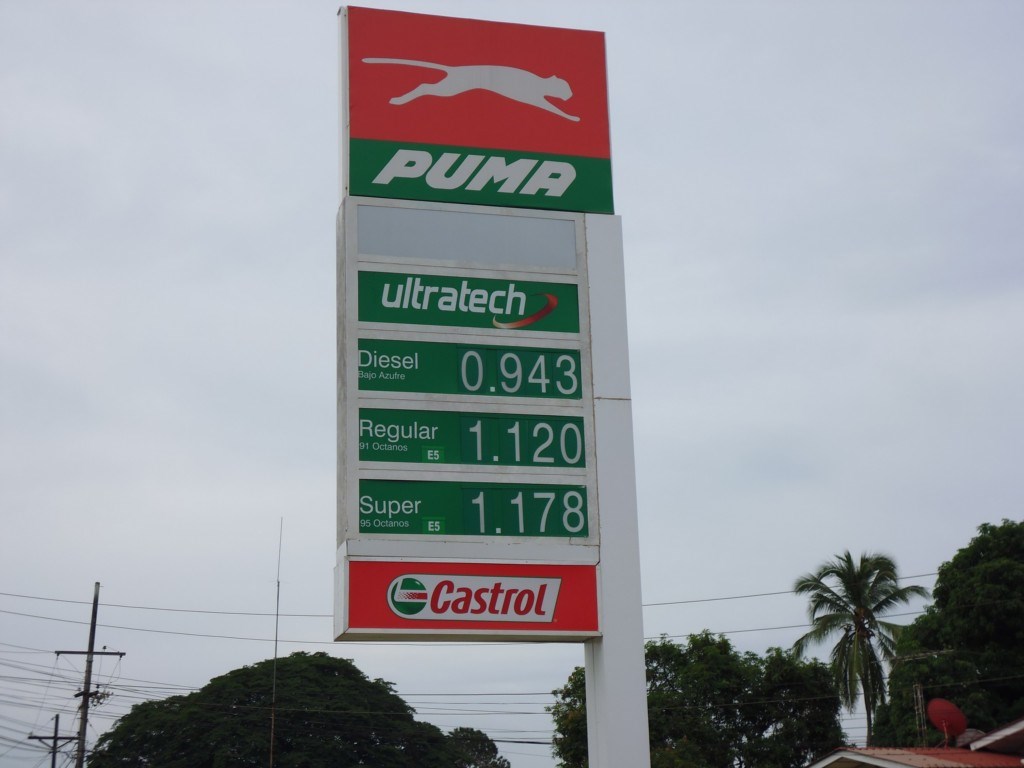 PUMA
ultratech
Diesel 0.943
Bajo Azufre
Regular 1.120
91 Octanos E5
Super 1.178
95 Octanos E5
Castrol